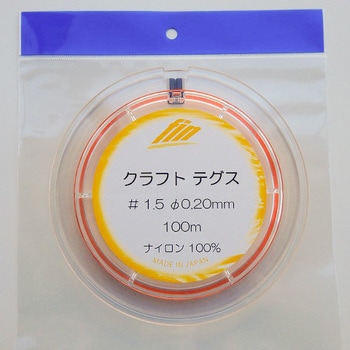 fin
クラフト テグス
# 1.5 φ0.20mm
100m
ナイロン 100%
MADE IN JAPAN